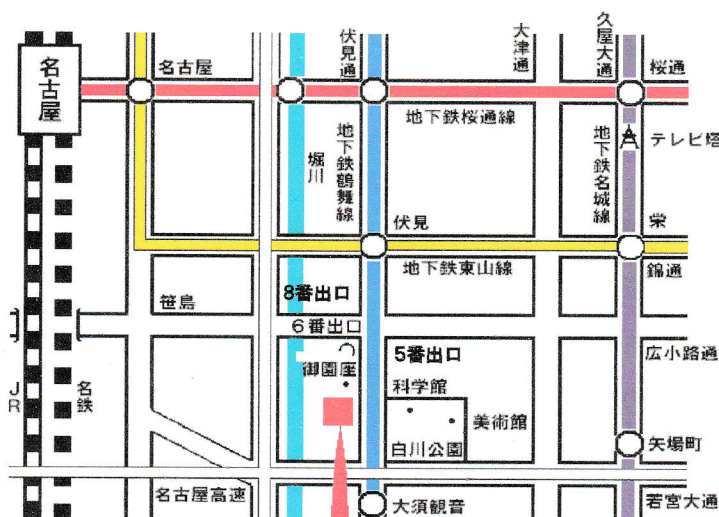 名古屋
名古屋
伏見通
大津通
久屋大通
桜通
地下鉄桜通線
テレビ塔
堀川
地下鉄鶴舞線
地下鉄名城線
伏見
栄
地下鉄東山線
錦通
8番出口
笹島
6番出口
5番出口
広小路通
御園座
科学館
JR
名鉄
美術館
白川公園
矢場町
名古屋高速
大須観音
若宮大通